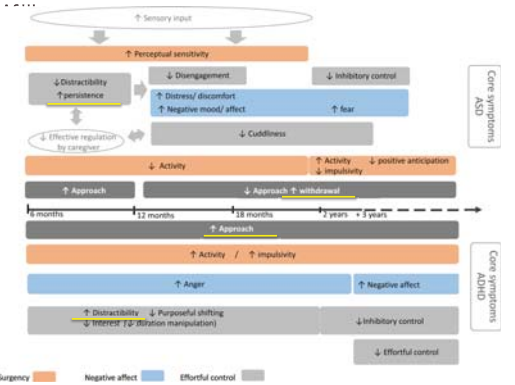 ↑ Sensory input
↑ Perceptual sensitivity
↓Distractibility
↑persistence
↓ Disengagement
↓ Inhibitory control
↑ Distress/ discomfort
↑ Negative mood/ affect
↑ fear
↓ Effective regulation
by caregiver
↓ Cuddliness
Core symptoms
ASD
↓ Activity
↑ Activity ↓ positive anticipation
↓ impulsivity
↑ Approach
↓ Approach ↑ withdrawal
6 months
12 months
18 months
2 years
+ 3 years
↑ Approach
↑ Activity / ↑ impulsivity
↑ Anger
↑ Negative affect
↑ Distractibility ↓ Purposeful shifting
↓ Interest (↓ duration manipulation)
↓Inhibitory control
↓ Effortful control
Core symptoms
ADHD
Surgency
Negative affect
Effortful control